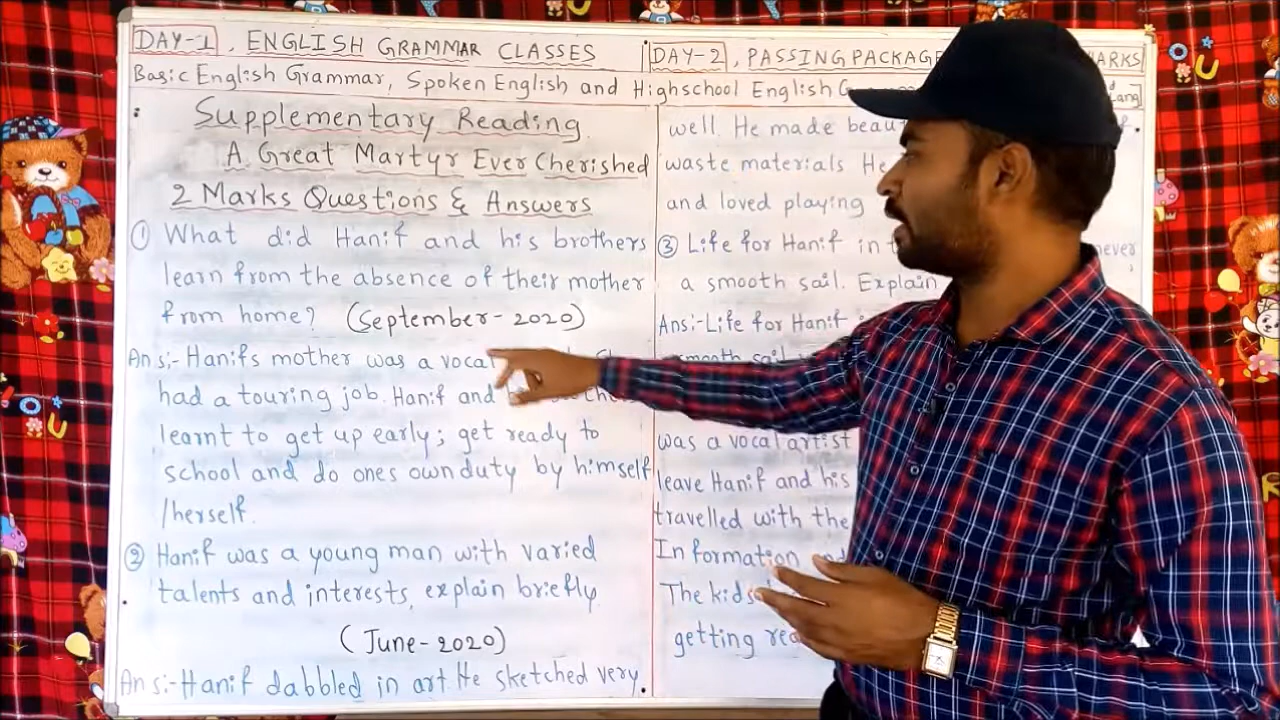 DAY-1, ENGLISH GRAMMAR CLASSES
DAY-2, PASSING PACKAGE
Basic English Grammar, Spoken English and Highschool English
Supplementary Reading
A Great Martyr Ever Cherished
2 Marks Questions & Answers
① What did Hanif and his brothers
learn from the absence of their mother
from home? (September-2020)
Ans:- Hanifs mother was a vocal
had a touring job. Hanif and
learnt to get up early; get ready to
school and do ones own duty by himself
/herself.
② Hanif was a young man with varied
talents and interests, explain briefly.
(June-2020)
Ans:- Hanif dabbled in art. He sketched very
well. He made
waste materials
and loved playing
③ Life for Hanif in never
a smooth sail. Explain
Ans:- Life for Hanif
smooth sail
was a vocal artist
leave Hanif and his
travelled with the
Information
The kids
getting